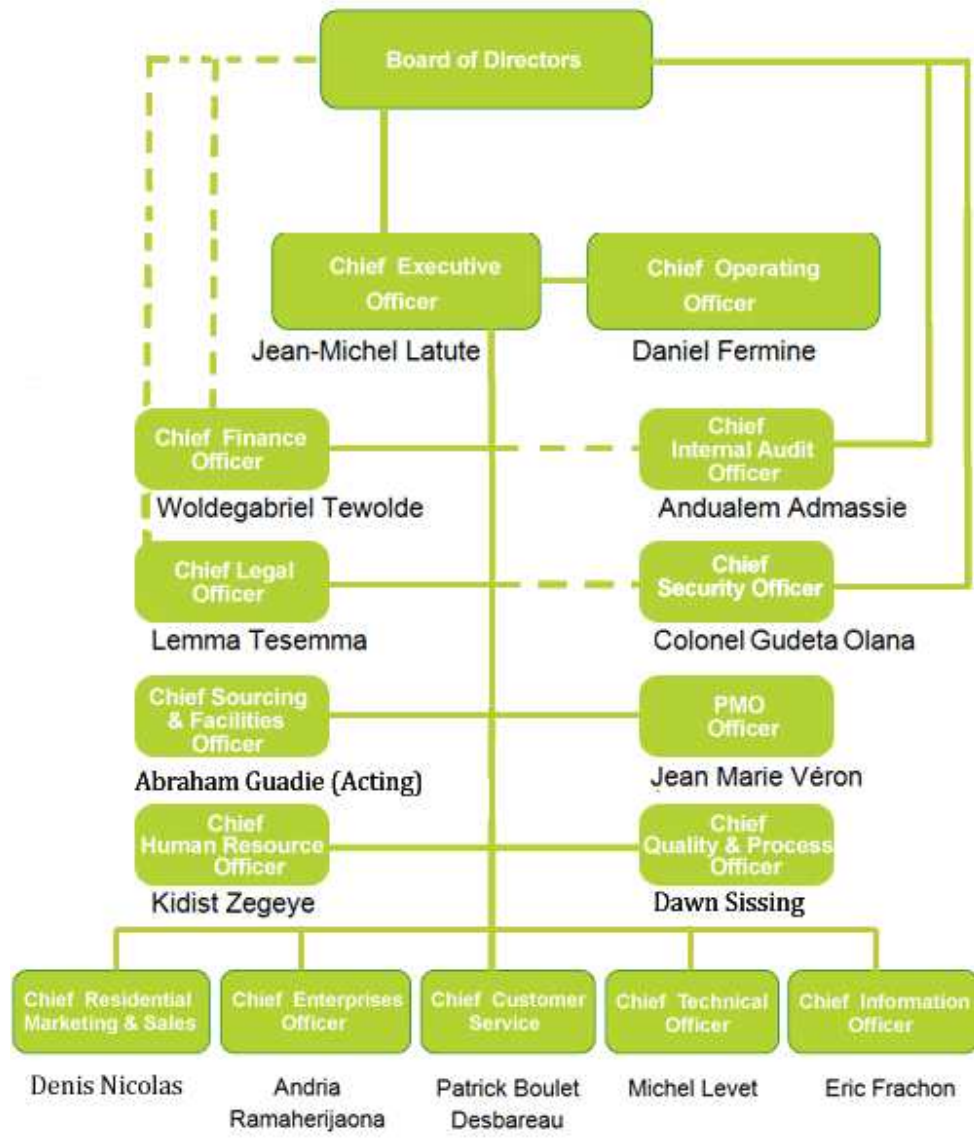 Board of Directors
Chief Executive
Officer
Jean-Michel Latute
Chief Operating
Officer
Daniel Fermine
Chief Finance
Officer
Woldegabriel Tewolde
Chief
Internal Audit
Officer
Andualem Admassie
Chief Legal
Officer
Lemma Tesemma
Chief
Security Officer
Colonel Gudeta Olana
Chief Sourcing
& Facilities
Officer
Abraham Guadie (Acting)
PMO
Officer
Jean Marie Véron
Chief
Human Resource
Officer
Kidist Zegeye
Chief
Quality & Process
Officer
Dawn Sissing
Chief Residential
Marketing & Sales
Denis Nicolas
Chief Enterprises
Officer
Andria
Ramaherijaona
Chief Customer
Service
Patrick Boulet
Desbareau
Chief Technical
Officer
Michel Levet
Chief Information
Officer
Eric Frachon